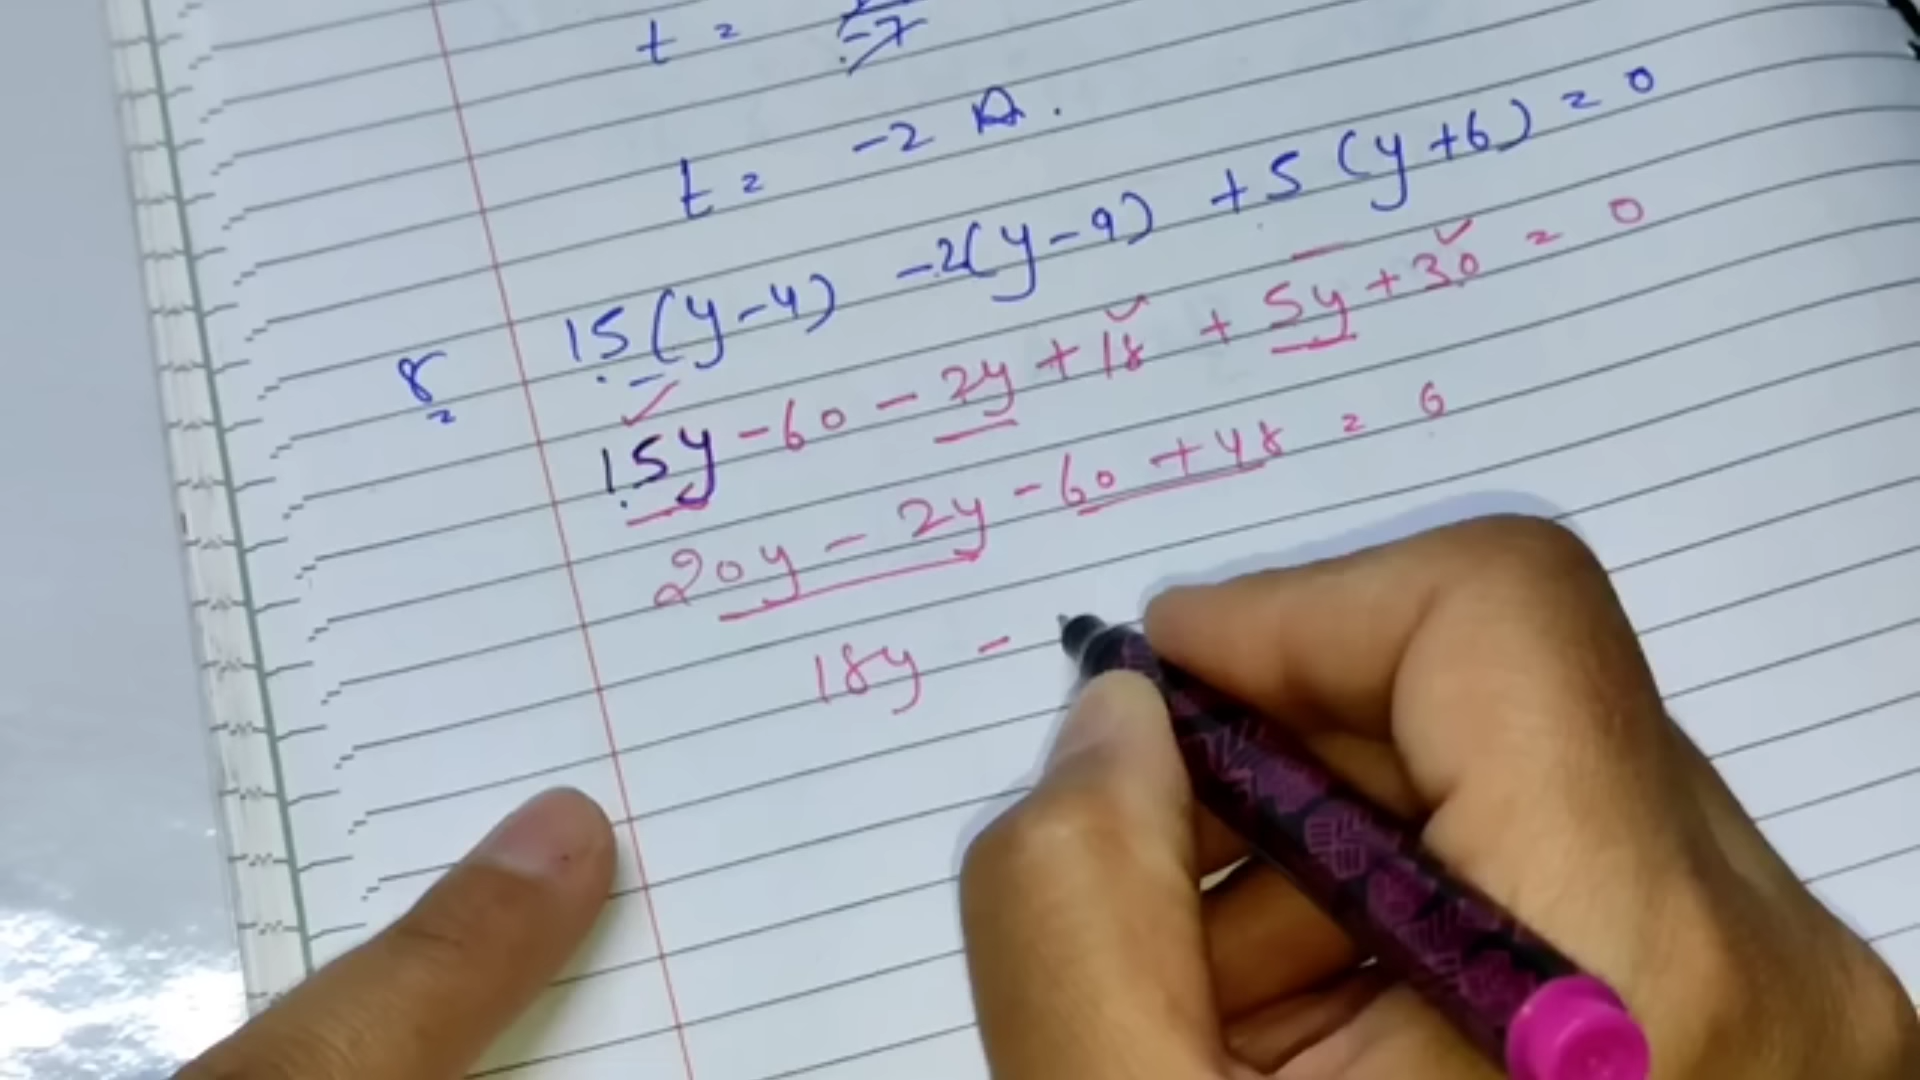 t = -7
t = -2 A.
8 15(y-4) -2(y-9) +5(y+6) = 0
15y -60 - 2y + 18 + 5y + 30 = 0
20y - 2y - 60 + 48 = 0
18y -